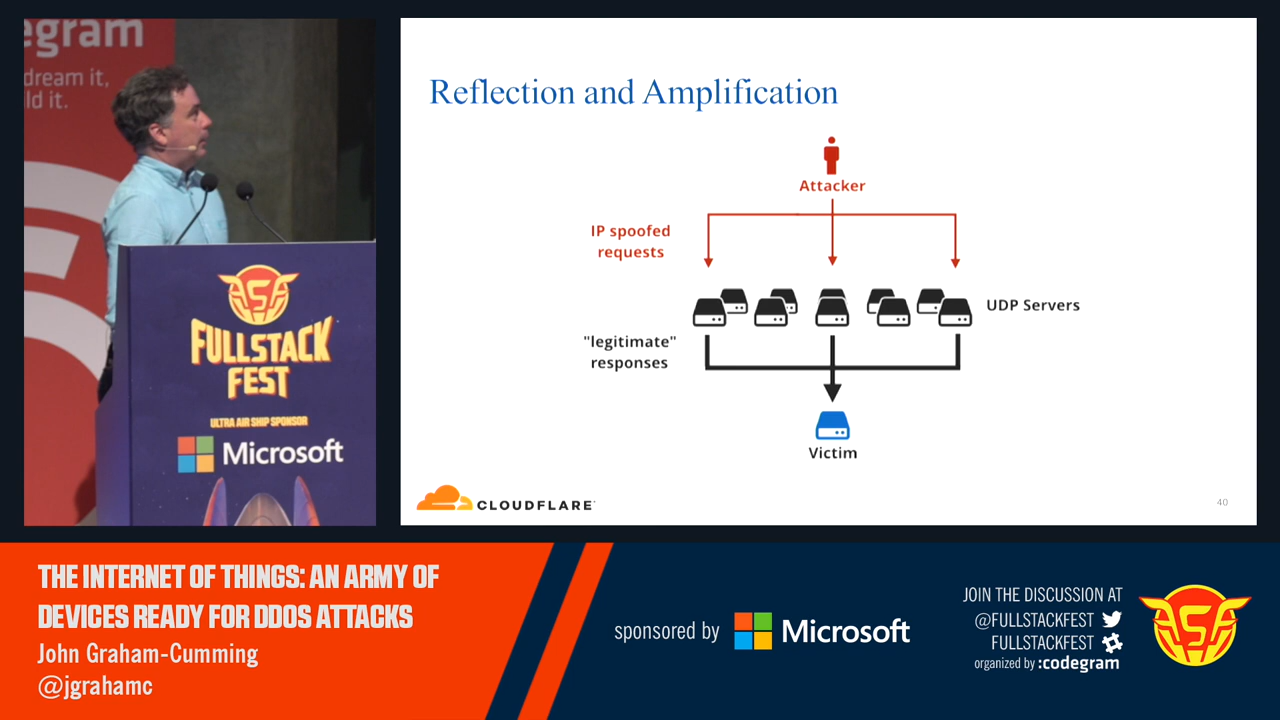 egram
dream it,
ld it.
FULLSTACK
FEST
ULTRA AIR SHIP SPONSOR
Microsoft
Reflection and Amplification
Attacker
IP spoofed
requests
UDP Servers
"legitimate"
responses
Victim
CLOUDFLARE
40
THE INTERNET OF THINGS: AN ARMY OF
DEVICES READY FOR DDOS ATTACKS
John Graham-Cumming
@jgrahamc
sponsored by Microsoft
JOIN THE DISCUSSION AT
@FULLSTACKFEST
FULLSTACKFEST
organized by :codegram